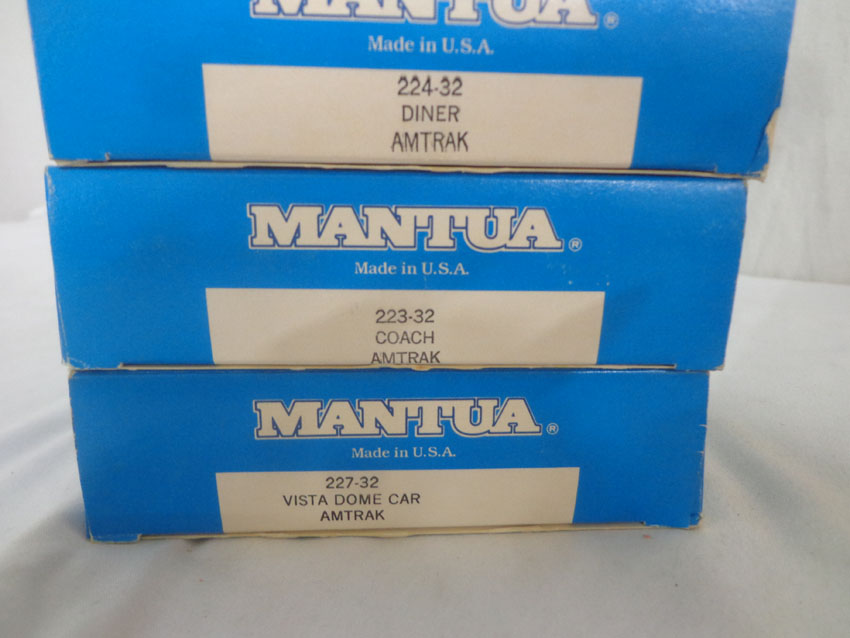 MANTUA®
Made in U.S.A.
224-32
DINER
AMTRAK
MANTUA®
Made in U.S.A.
223-32
COACH
AMTRAK
MANTUA®
Made in U.S.A.
227-32
VISTA DOME CAR
AMTRAK